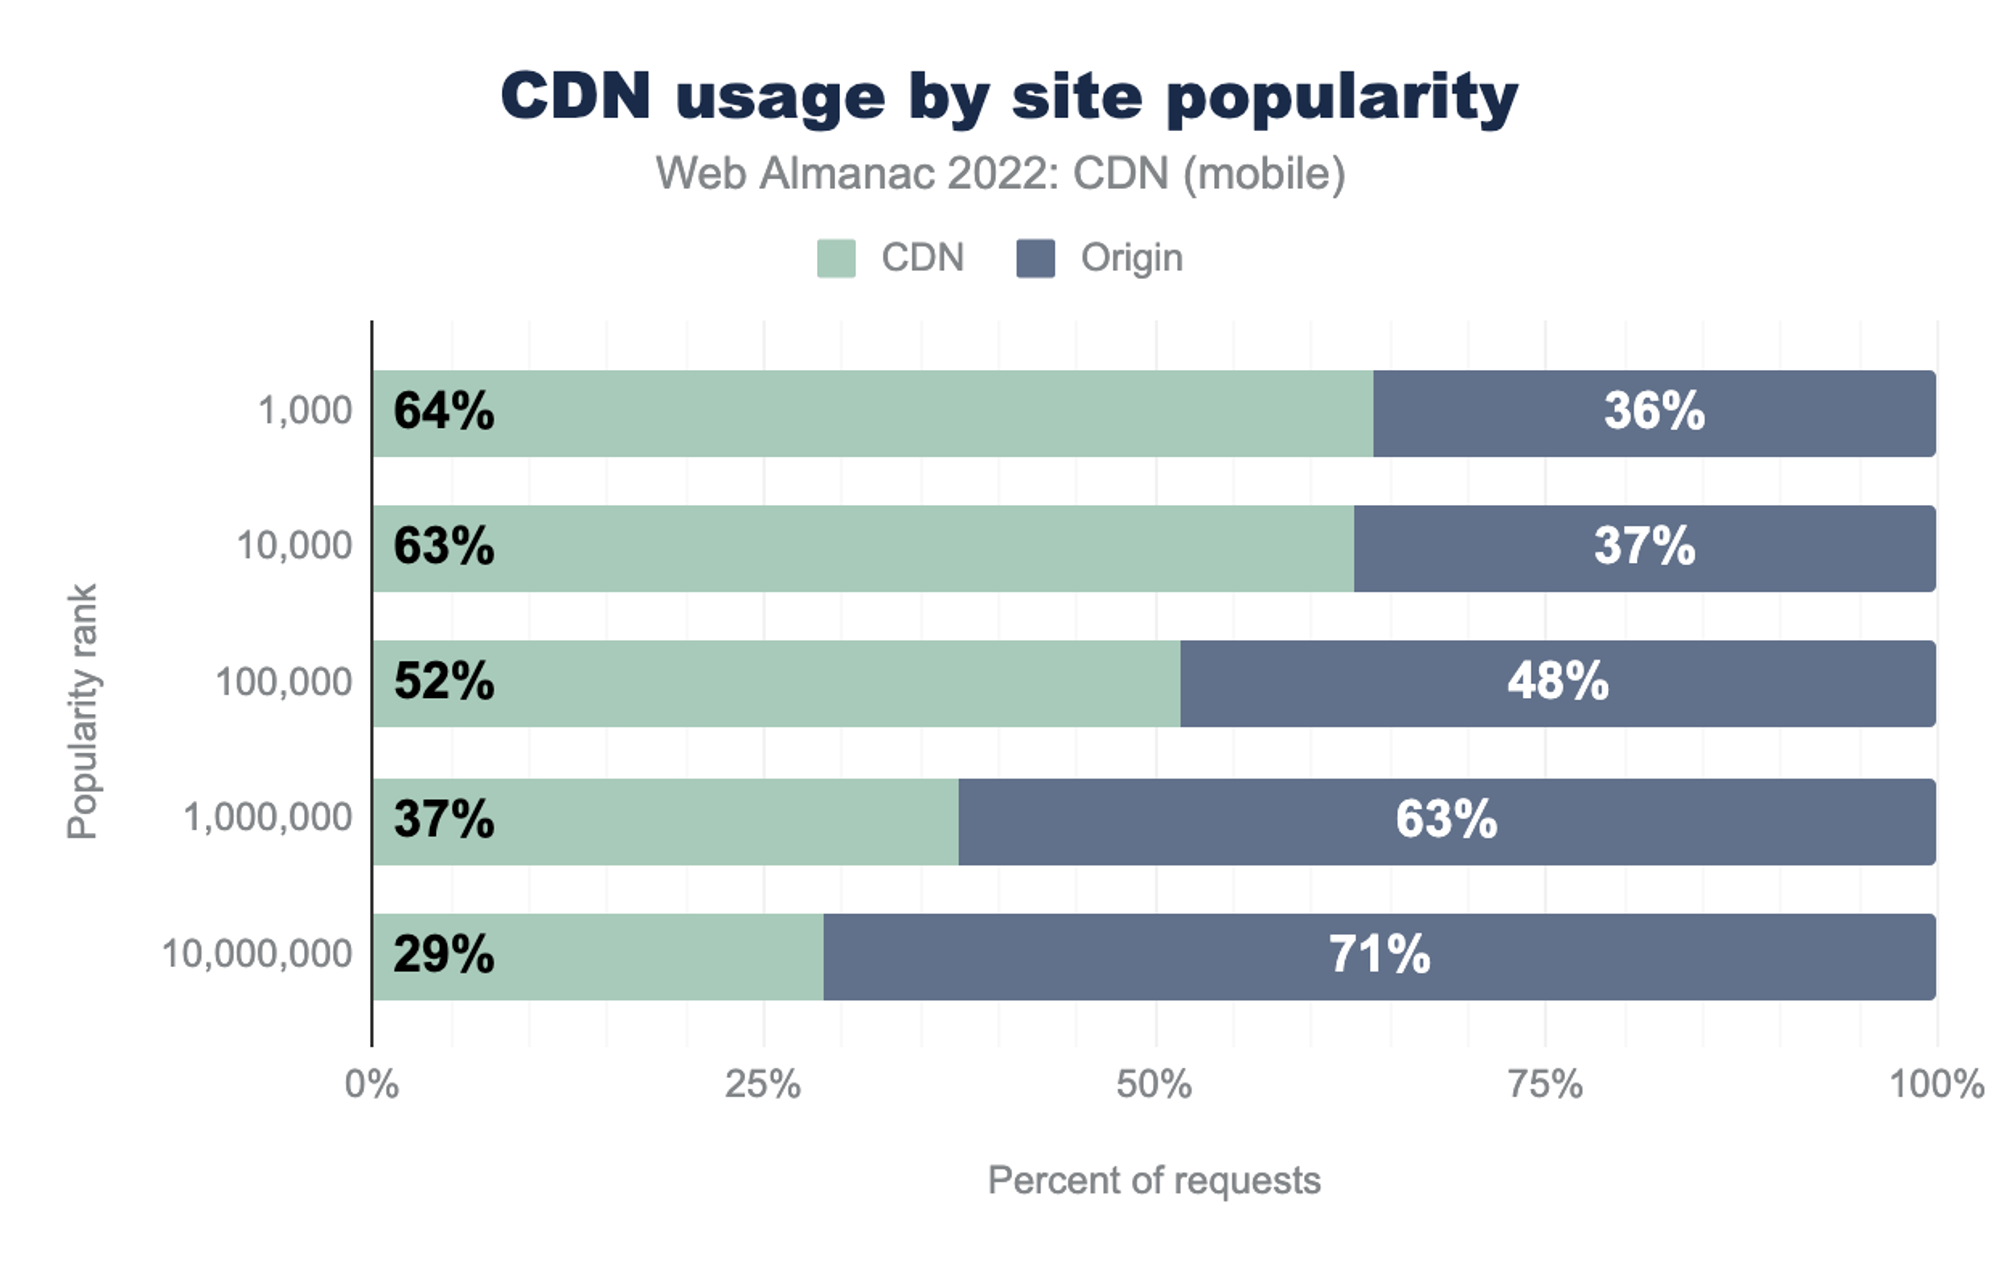 CDN usage by site popularity
Web Almanac 2022: CDN (mobile)
CDN Origin
Popularity rank
1,000 64% 36%
10,000 63% 37%
100,000 52% 48%
1,000,000 37% 63%
10,000,000 29% 71%
0% 25% 50% 75% 100%
Percent of requests